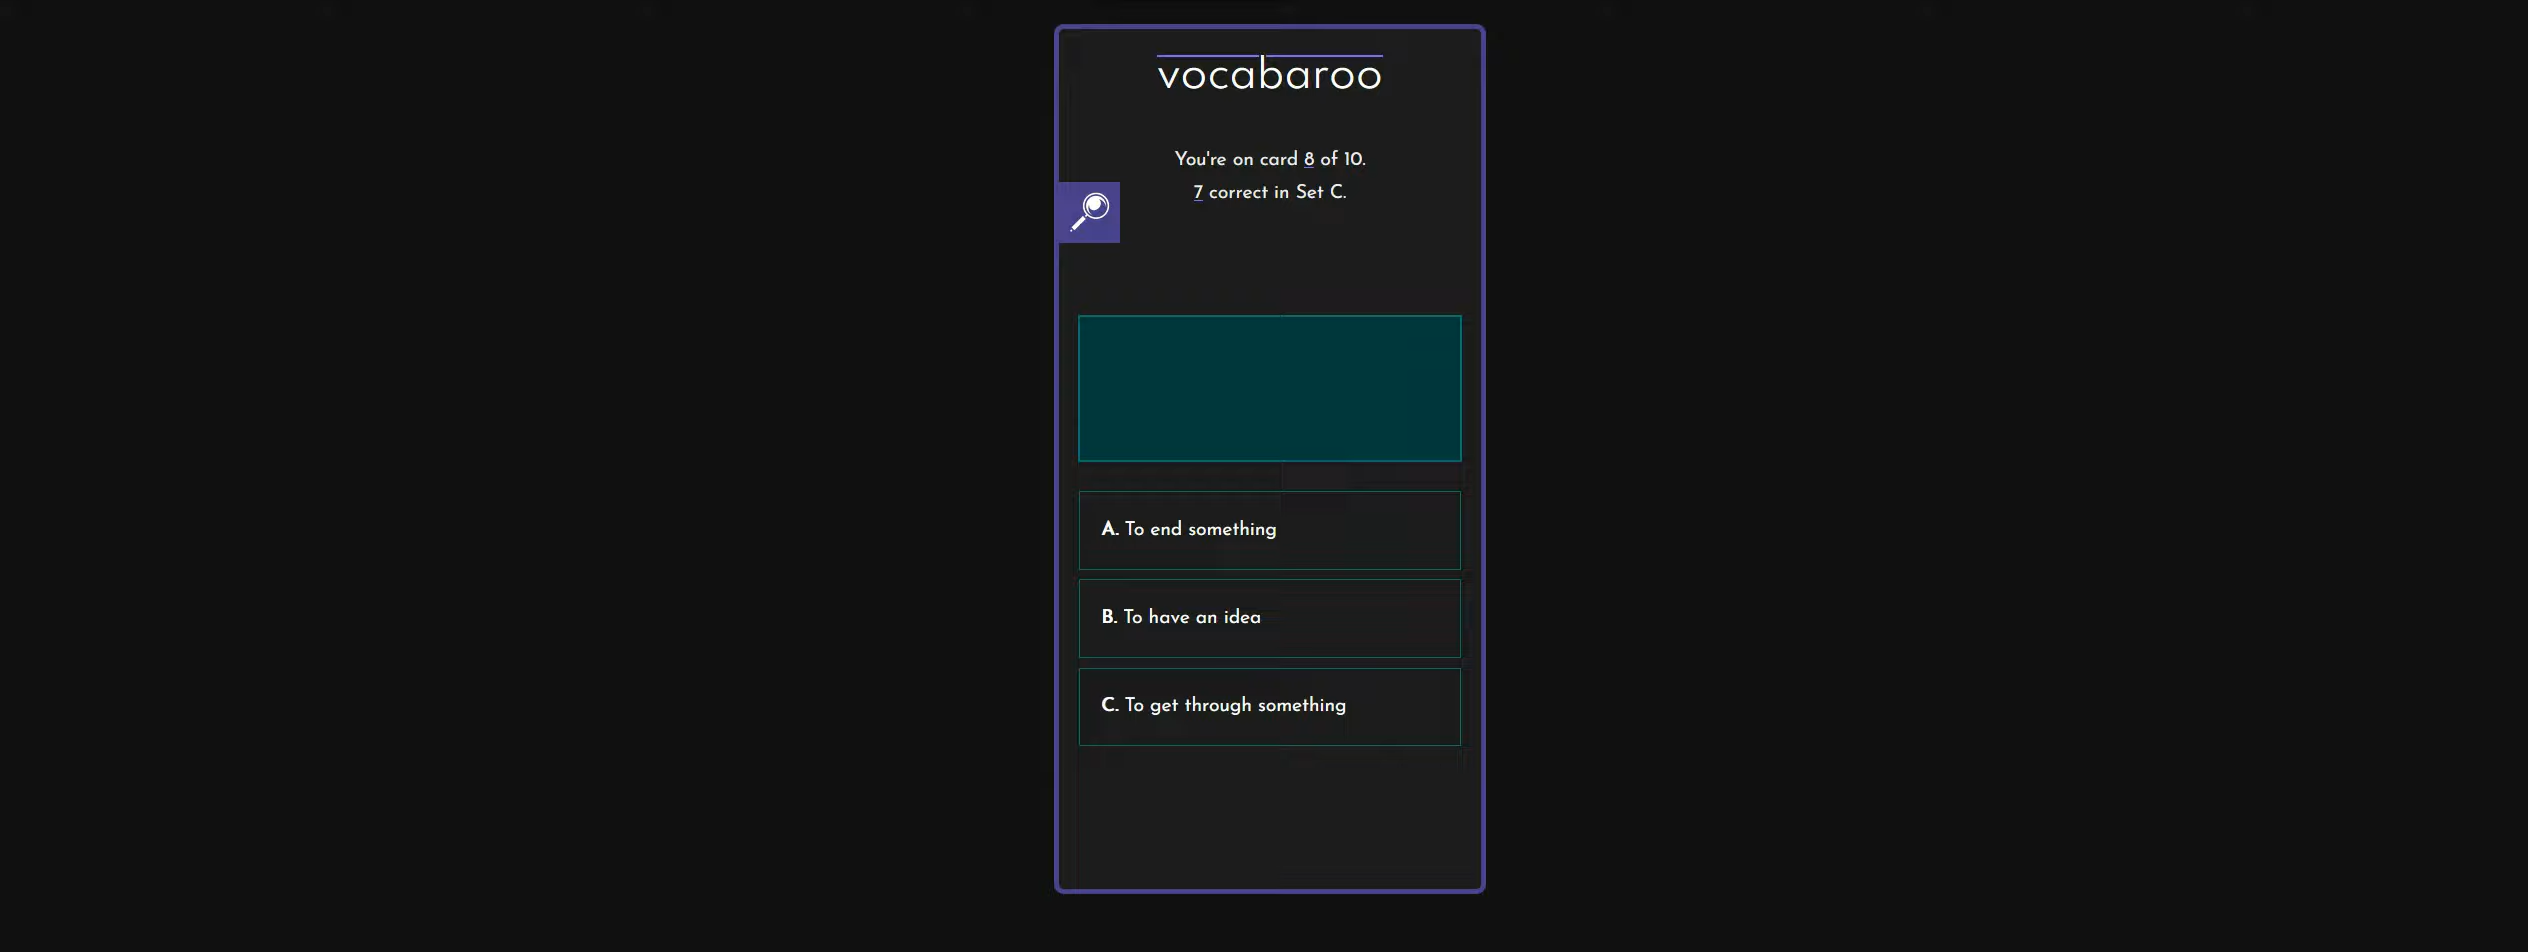 vocabaroo
You're on card 8 of 10.
7 correct in Set C.
A. To end something
B. To have an idea
C. To get through something